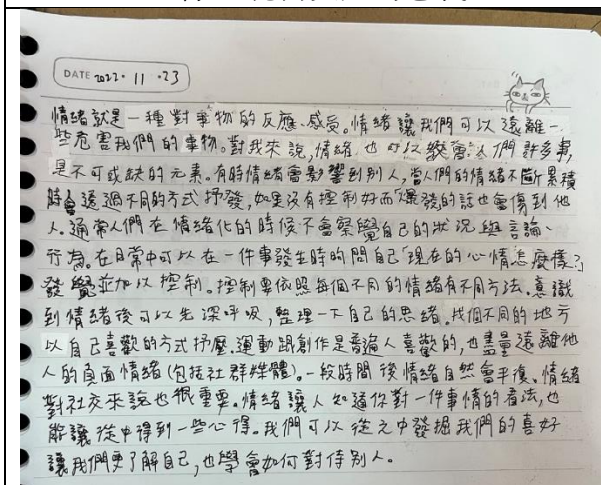 DATE 2022.11.23
情緒就是一種對事物的反應、感受。情緒讓我們可以遠離一
些危害我們的事物。對我來說,情緒也可以教會人們許多事,
是不可或缺的元素。有時情緒會影響到別人,當人們的情緒不斷累積
時會透過不同的方式抒發,如果沒有控制好而爆發的話也會傷到他
人。通常人們在情緒化的時候不會察覺自己的狀況與言論、
行為。在日常中可以在一件事發生時的問自己「現在的心情怎麼樣?」
發覺並加以控制。控制要依照每個不同的情緒有不同方法。意識
到情緒後可以先深呼吸,整理一下自己的思緒。找個不同的地方
以自己喜歡的方式抒壓。運動跟創作是普遍人喜歡的,也盡量遠離他
人的負面情緒(包括社群媒體)。一段時間後情緒自然會平復。情緒
對社交來說也很重要。情緒讓人知道你對一件事情的看法,也
能讓從中得到一些心得。我們可以從之中發掘我們的喜好
讓我們更了解自己,也學會如何對待別人。